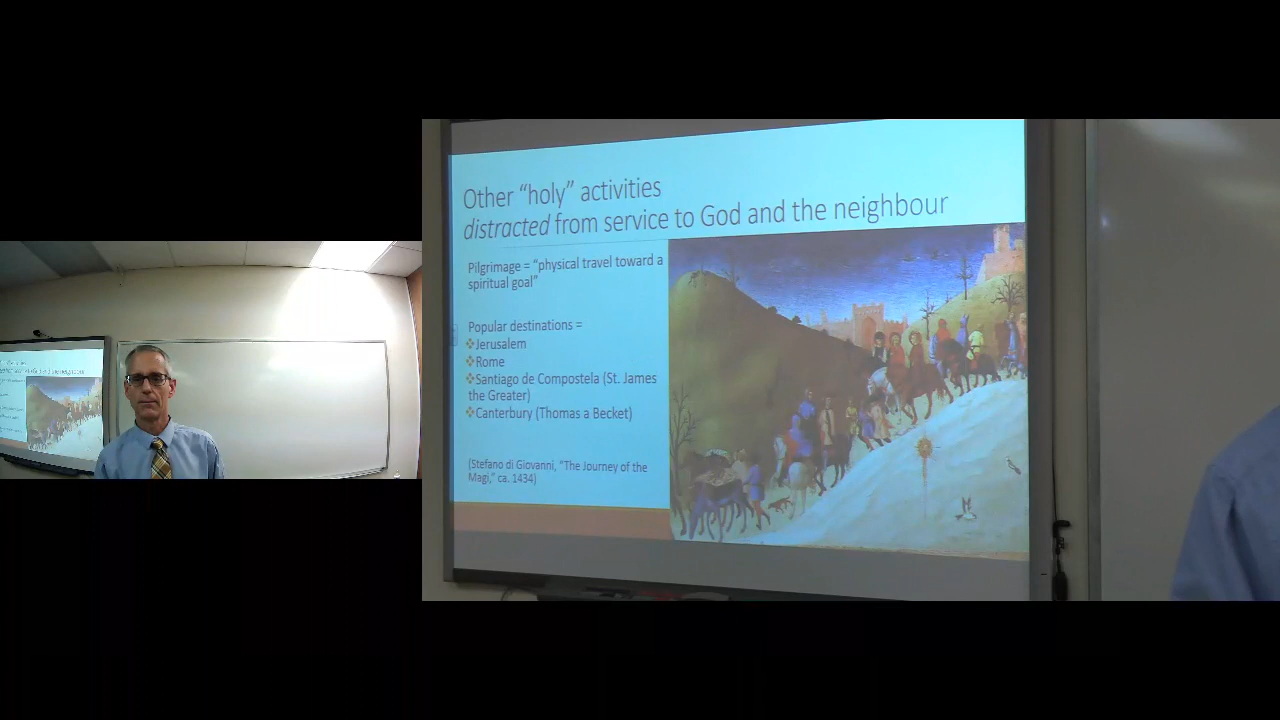 Other “holy” activities
distracted from service to God and the neighbour
Pilgrimage = “physical travel toward a
spiritual goal”
Popular destinations =
❖Jerusalem
❖Rome
❖Santiago de Compostela (St. James
the Greater)
❖Canterbury (Thomas a Becket)
(Stefano di Giovanni, “The Journey of the
Magi,” ca. 1434)